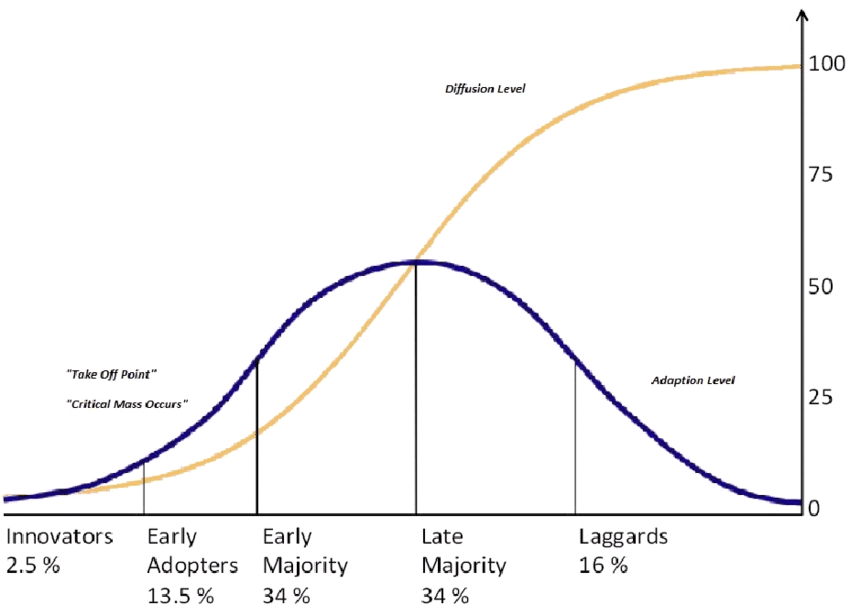 Diffusion Level
100
75
50
25
0
"Take Off Point"
"Critical Mass Occurs"
Adaption Level
Innovators
2.5 %
Early
Adopters
13.5 %
Early
Majority
34 %
Late
Majority
34 %
Laggards
16 %